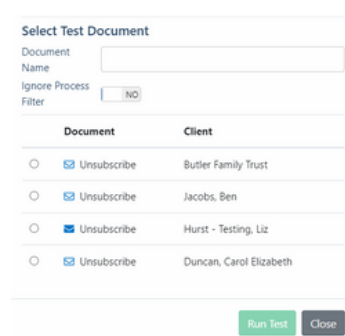 Select Test Document
Document
Name
Ignore Process
Filter
NO
Document Client
Unsubscribe Butler Family Trust
Unsubscribe Jacobs, Ben
Unsubscribe Hurst - Testing, Liz
Unsubscribe Duncan, Carol Elizabeth
Run Test Close